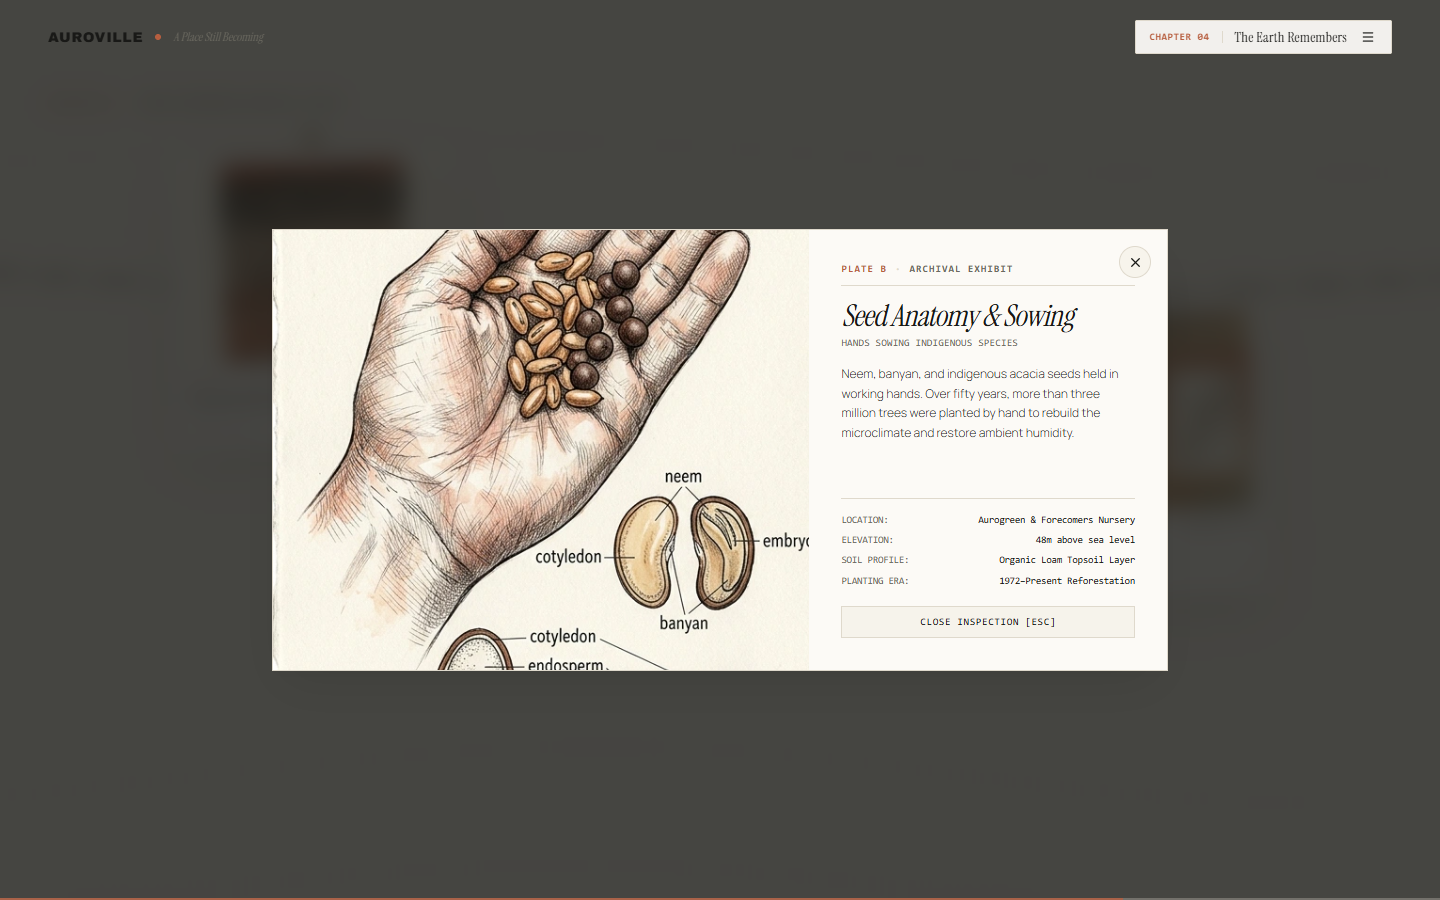 AUROVILLE • A Place Still Becoming
CHAPTER 04 | The Earth Remembers
PLATE B · ARCHIVAL EXHIBIT
Seed Anatomy & Sowing
HANDS SOWING INDIGENOUS SPECIES
Neem, banyan, and indigenous acacia seeds held in
working hands. Over fifty years, more than three
million trees were planted by hand to rebuild the
microclimate and restore ambient humidity.
LOCATION: Aurogreen & Forecomers Nursery
ELEVATION: 48m above sea level
SOIL PROFILE: Organic Loam Topsoil Layer
PLANTING ERA: 1972–Present Reforestation
CLOSE INSPECTION [ESC]
neem
cotyledon
embryo
banyan
cotyledon
endosperm